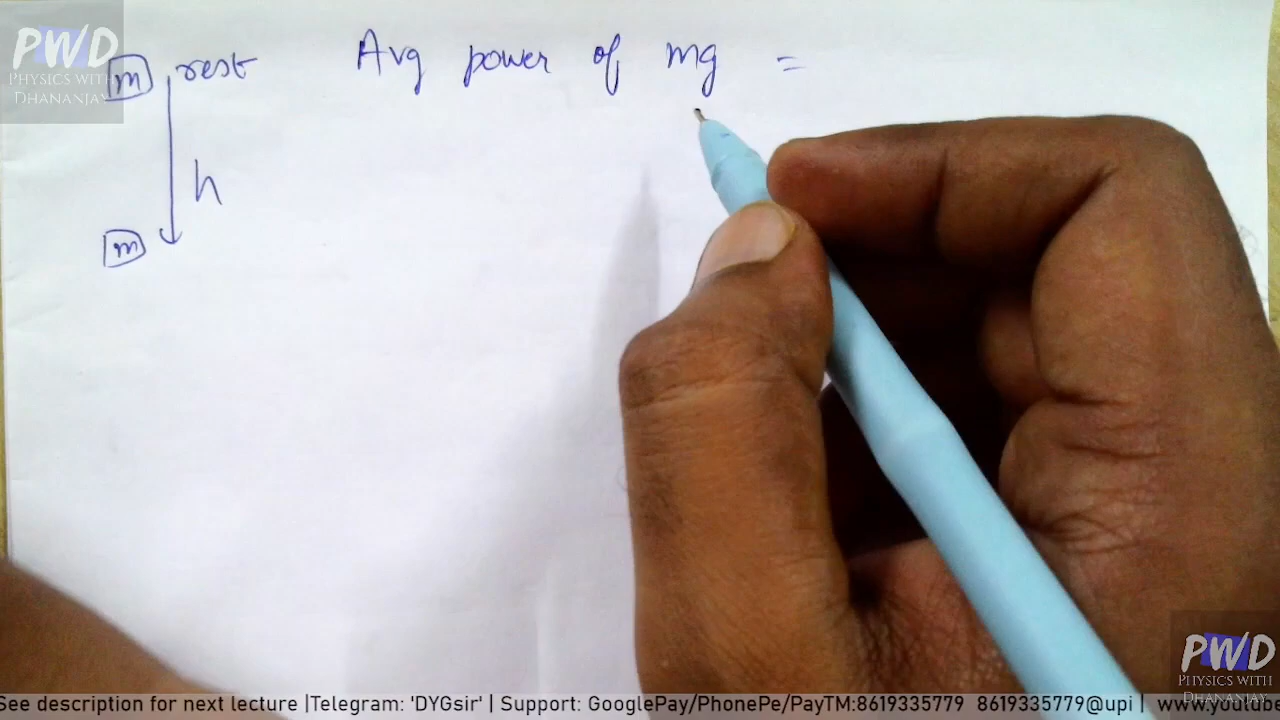 PWD
PHYSICS WITH
DHANANJAY
m rest Avg power of mg =
h
m
PWD
PHYSICS WITH
DHANANJAY
See description for next lecture |Telegram: 'DYGsir' | Support: GooglePay/PhonePe/PayTM:8619335779 8619335779@upi | www.youtube